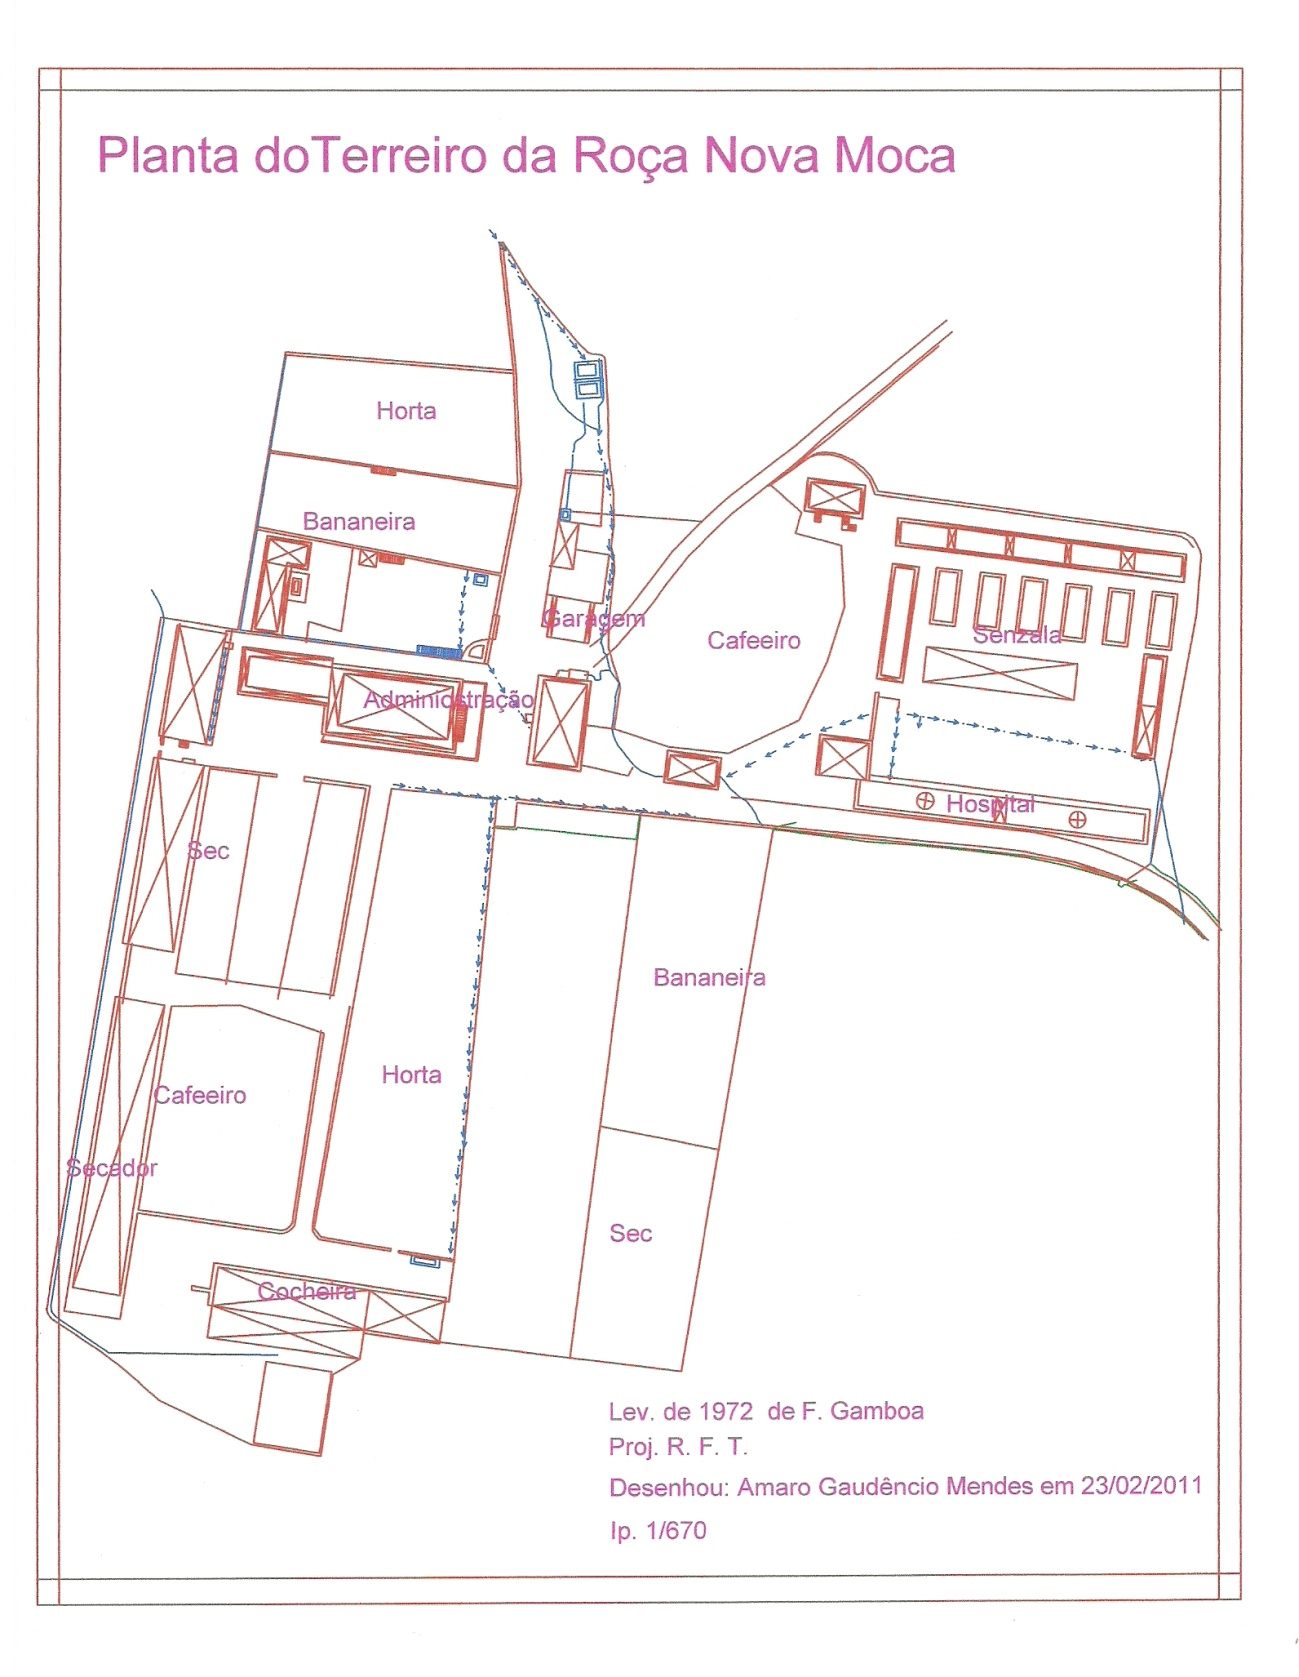 Planta doTerreiro da Roça Nova Moca
Horta
Bananeira
Garagem
Cafeeiro
Senzala
Adminiostração
Hospital
Sec
Bananeira
Horta
Cafeeiro
Secador
Sec
Cocheira
Lev. de 1972 de F. Gamboa
Proj. R. F. T.
Desenhou: Amaro Gaudêncio Mendes em 23/02/2011
Ip. 1/670